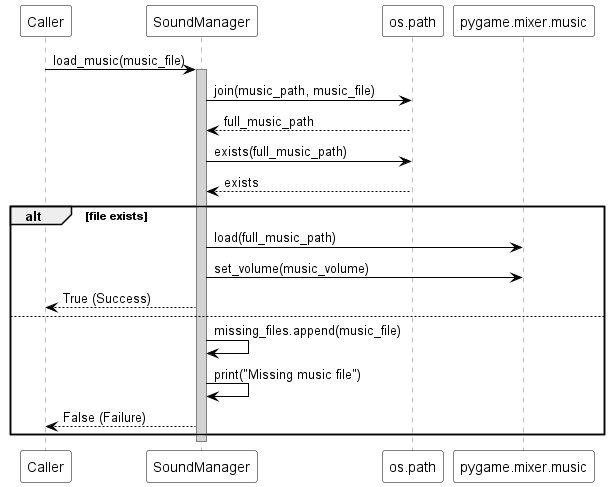 Caller SoundManager os.path pygame.mixer.music
load_music(music_file)
join(music_path, music_file)
full_music_path
exists(full_music_path)
exists
alt [file exists]
load(full_music_path)
set_volume(music_volume)
True (Success)
missing_files.append(music_file)
print("Missing music file")
False (Failure)
Caller SoundManager os.path pygame.mixer.music